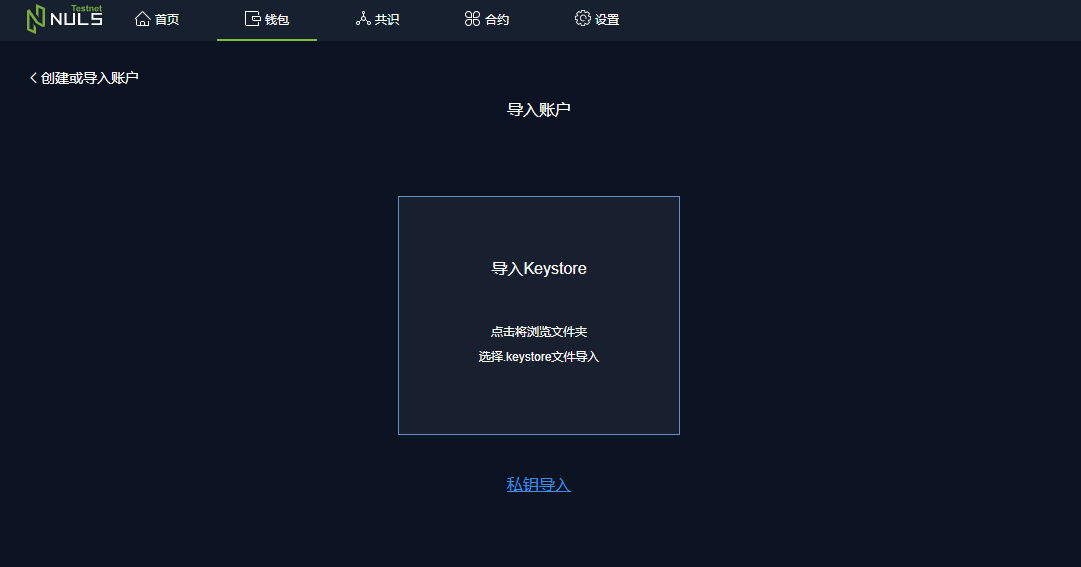 Testnet
NULS 首页 钱包 共识 合约 设置
创建或导入账户
导入账户
导入Keystore
点击将浏览文件夹
选择.keystore文件导入
私钥导入